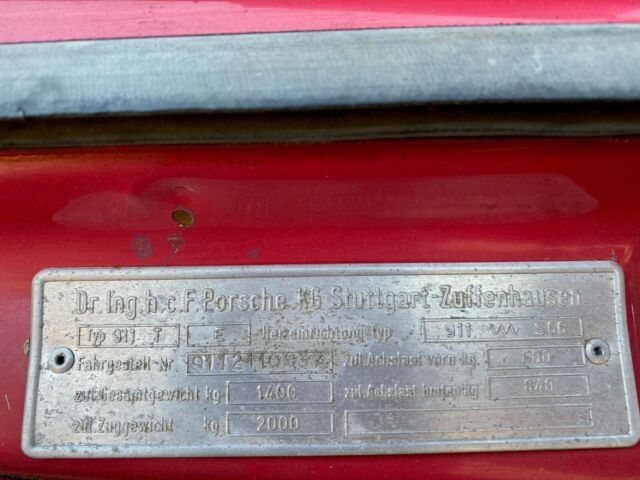 Dr. Ing. h.c. F. Porsche KG Stuttgart-Zuffenhausen
Typ 911 T E Heizeinrichtung Typ 911
Fahrgestell-Nr zul. Achslast vorn kg 600
zul. Gesamtgewicht kg 1400 zul. Achslast hinten kg 840
zul. Zuggewicht kg 2000